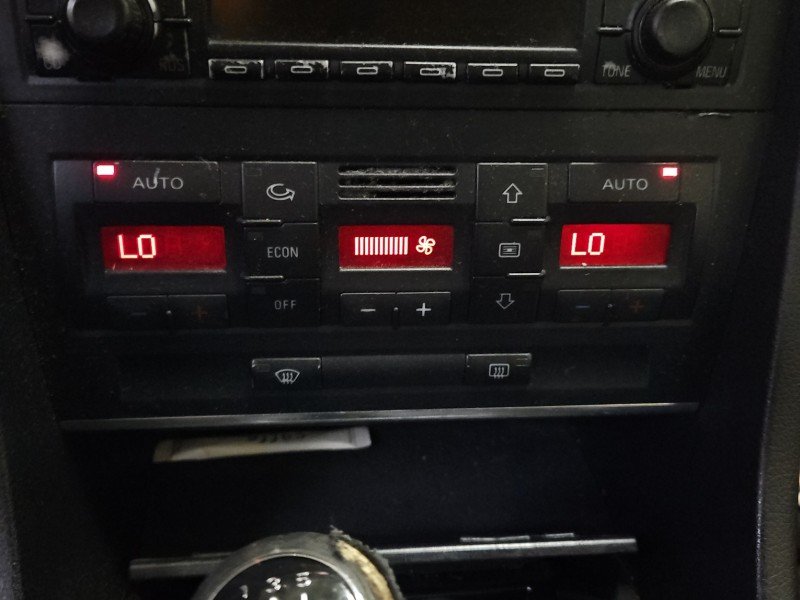 TONE MENU
AUTO AUTO
LO LO
ECON
OFF
- +
1 3 5